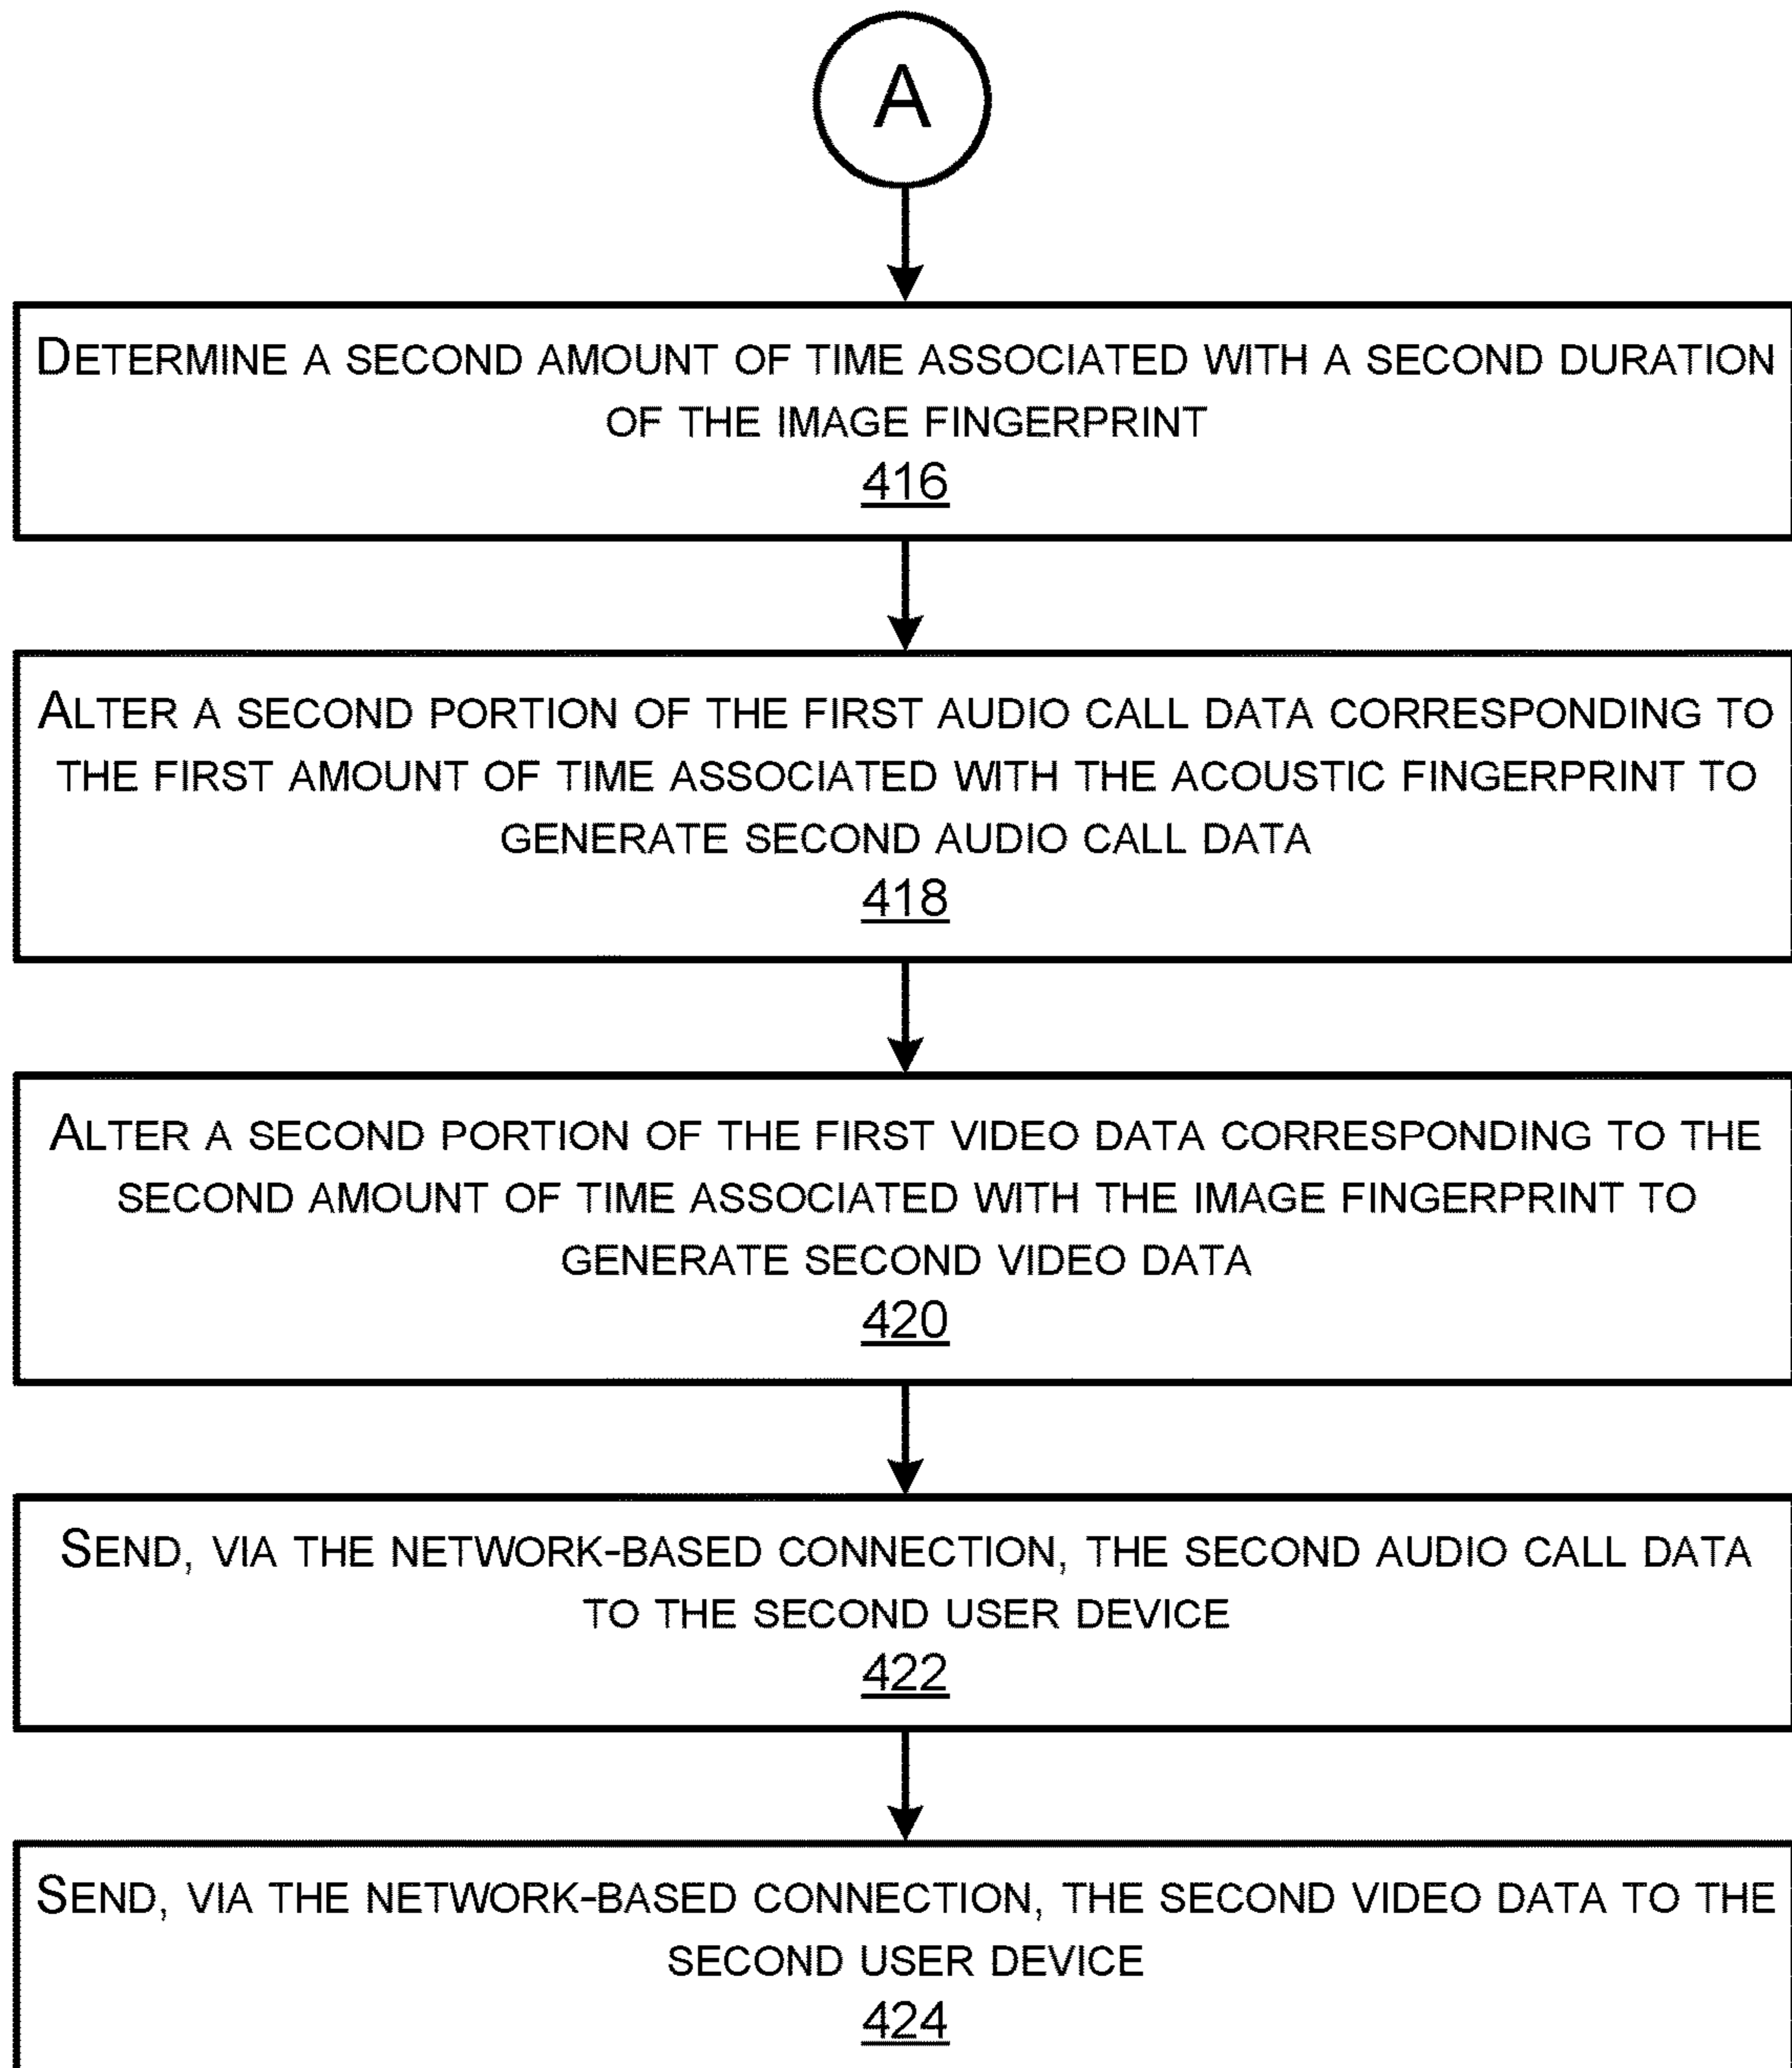 A
DETERMINE A SECOND AMOUNT OF TIME ASSOCIATED WITH A SECOND DURATION
OF THE IMAGE FINGERPRINT
416
ALTER A SECOND PORTION OF THE FIRST AUDIO CALL DATA CORRESPONDING TO
THE FIRST AMOUNT OF TIME ASSOCIATED WITH THE ACOUSTIC FINGERPRINT TO
GENERATE SECOND AUDIO CALL DATA
418
ALTER A SECOND PORTION OF THE FIRST VIDEO DATA CORRESPONDING TO THE
SECOND AMOUNT OF TIME ASSOCIATED WITH THE IMAGE FINGERPRINT TO
GENERATE SECOND VIDEO DATA
420
SEND, VIA THE NETWORK-BASED CONNECTION, THE SECOND AUDIO CALL DATA
TO THE SECOND USER DEVICE
422
SEND, VIA THE NETWORK-BASED CONNECTION, THE SECOND VIDEO DATA TO THE
SECOND USER DEVICE
424